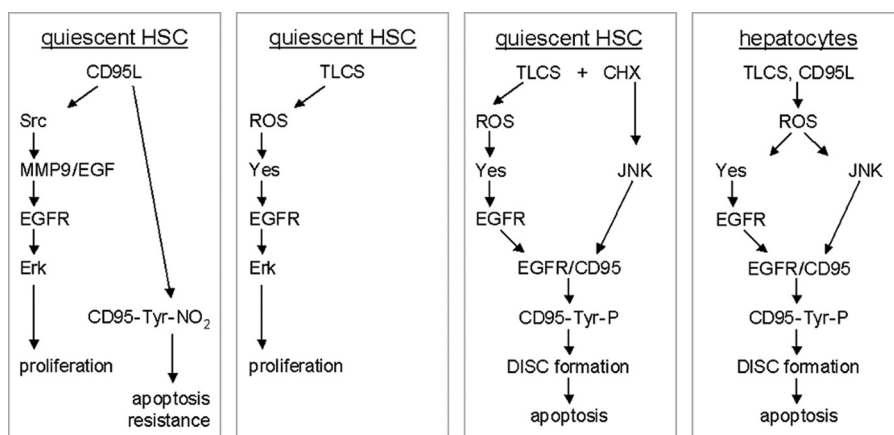 quiescent HSC
CD95L
Src
MMP9/EGF
EGFR
Erk
CD95-Tyr-NO₂
proliferation
apoptosis
resistance
quiescent HSC
TLCS
ROS
Yes
EGFR
Erk
proliferation
quiescent HSC
TLCS + CHX
ROS
Yes JNK
EGFR
EGFR/CD95
CD95-Tyr-P
DISC formation
apoptosis
hepatocytes
TLCS, CD95L
ROS
Yes JNK
EGFR
EGFR/CD95
CD95-Tyr-P
DISC formation
apoptosis